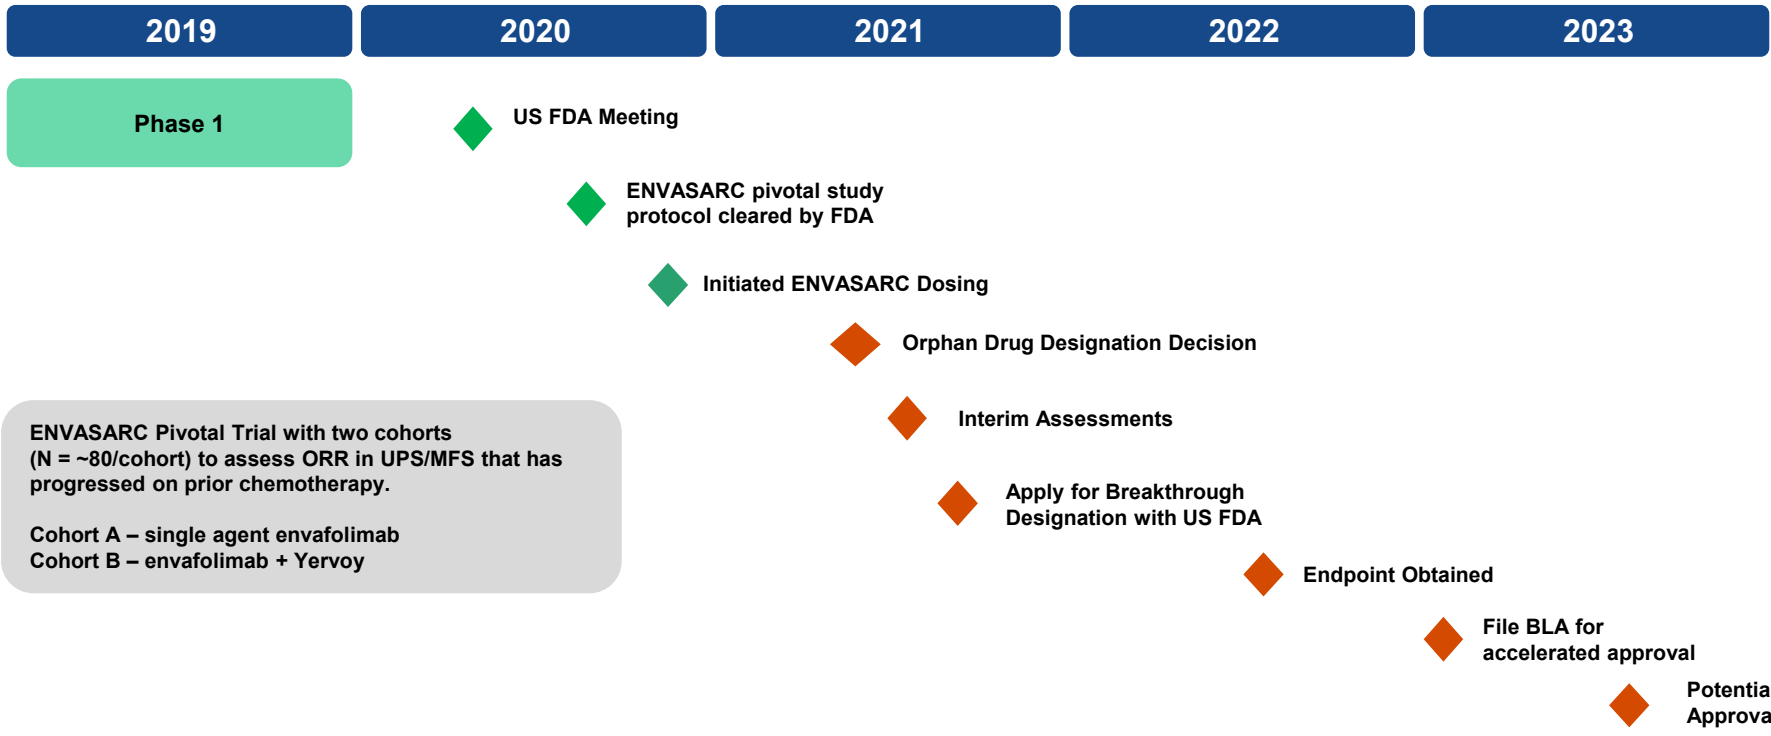 2019
2020
2021
2022
2023
Phase 1
US FDA Meeting
ENVASARC pivotal study
protocol cleared by FDA
Initiated ENVASARC Dosing
Orphan Drug Designation Decision
Interim Assessments
ENVASARC Pivotal Trial with two cohorts
(N = ~80/cohort) to assess ORR in UPS/MFS that has
progressed on prior chemotherapy.
Cohort A – single agent envafolimab
Cohort B – envafolimab + Yervoy
Apply for Breakthrough
Designation with US FDA
Endpoint Obtained
File BLA for
accelerated approval
Potentia
Approva